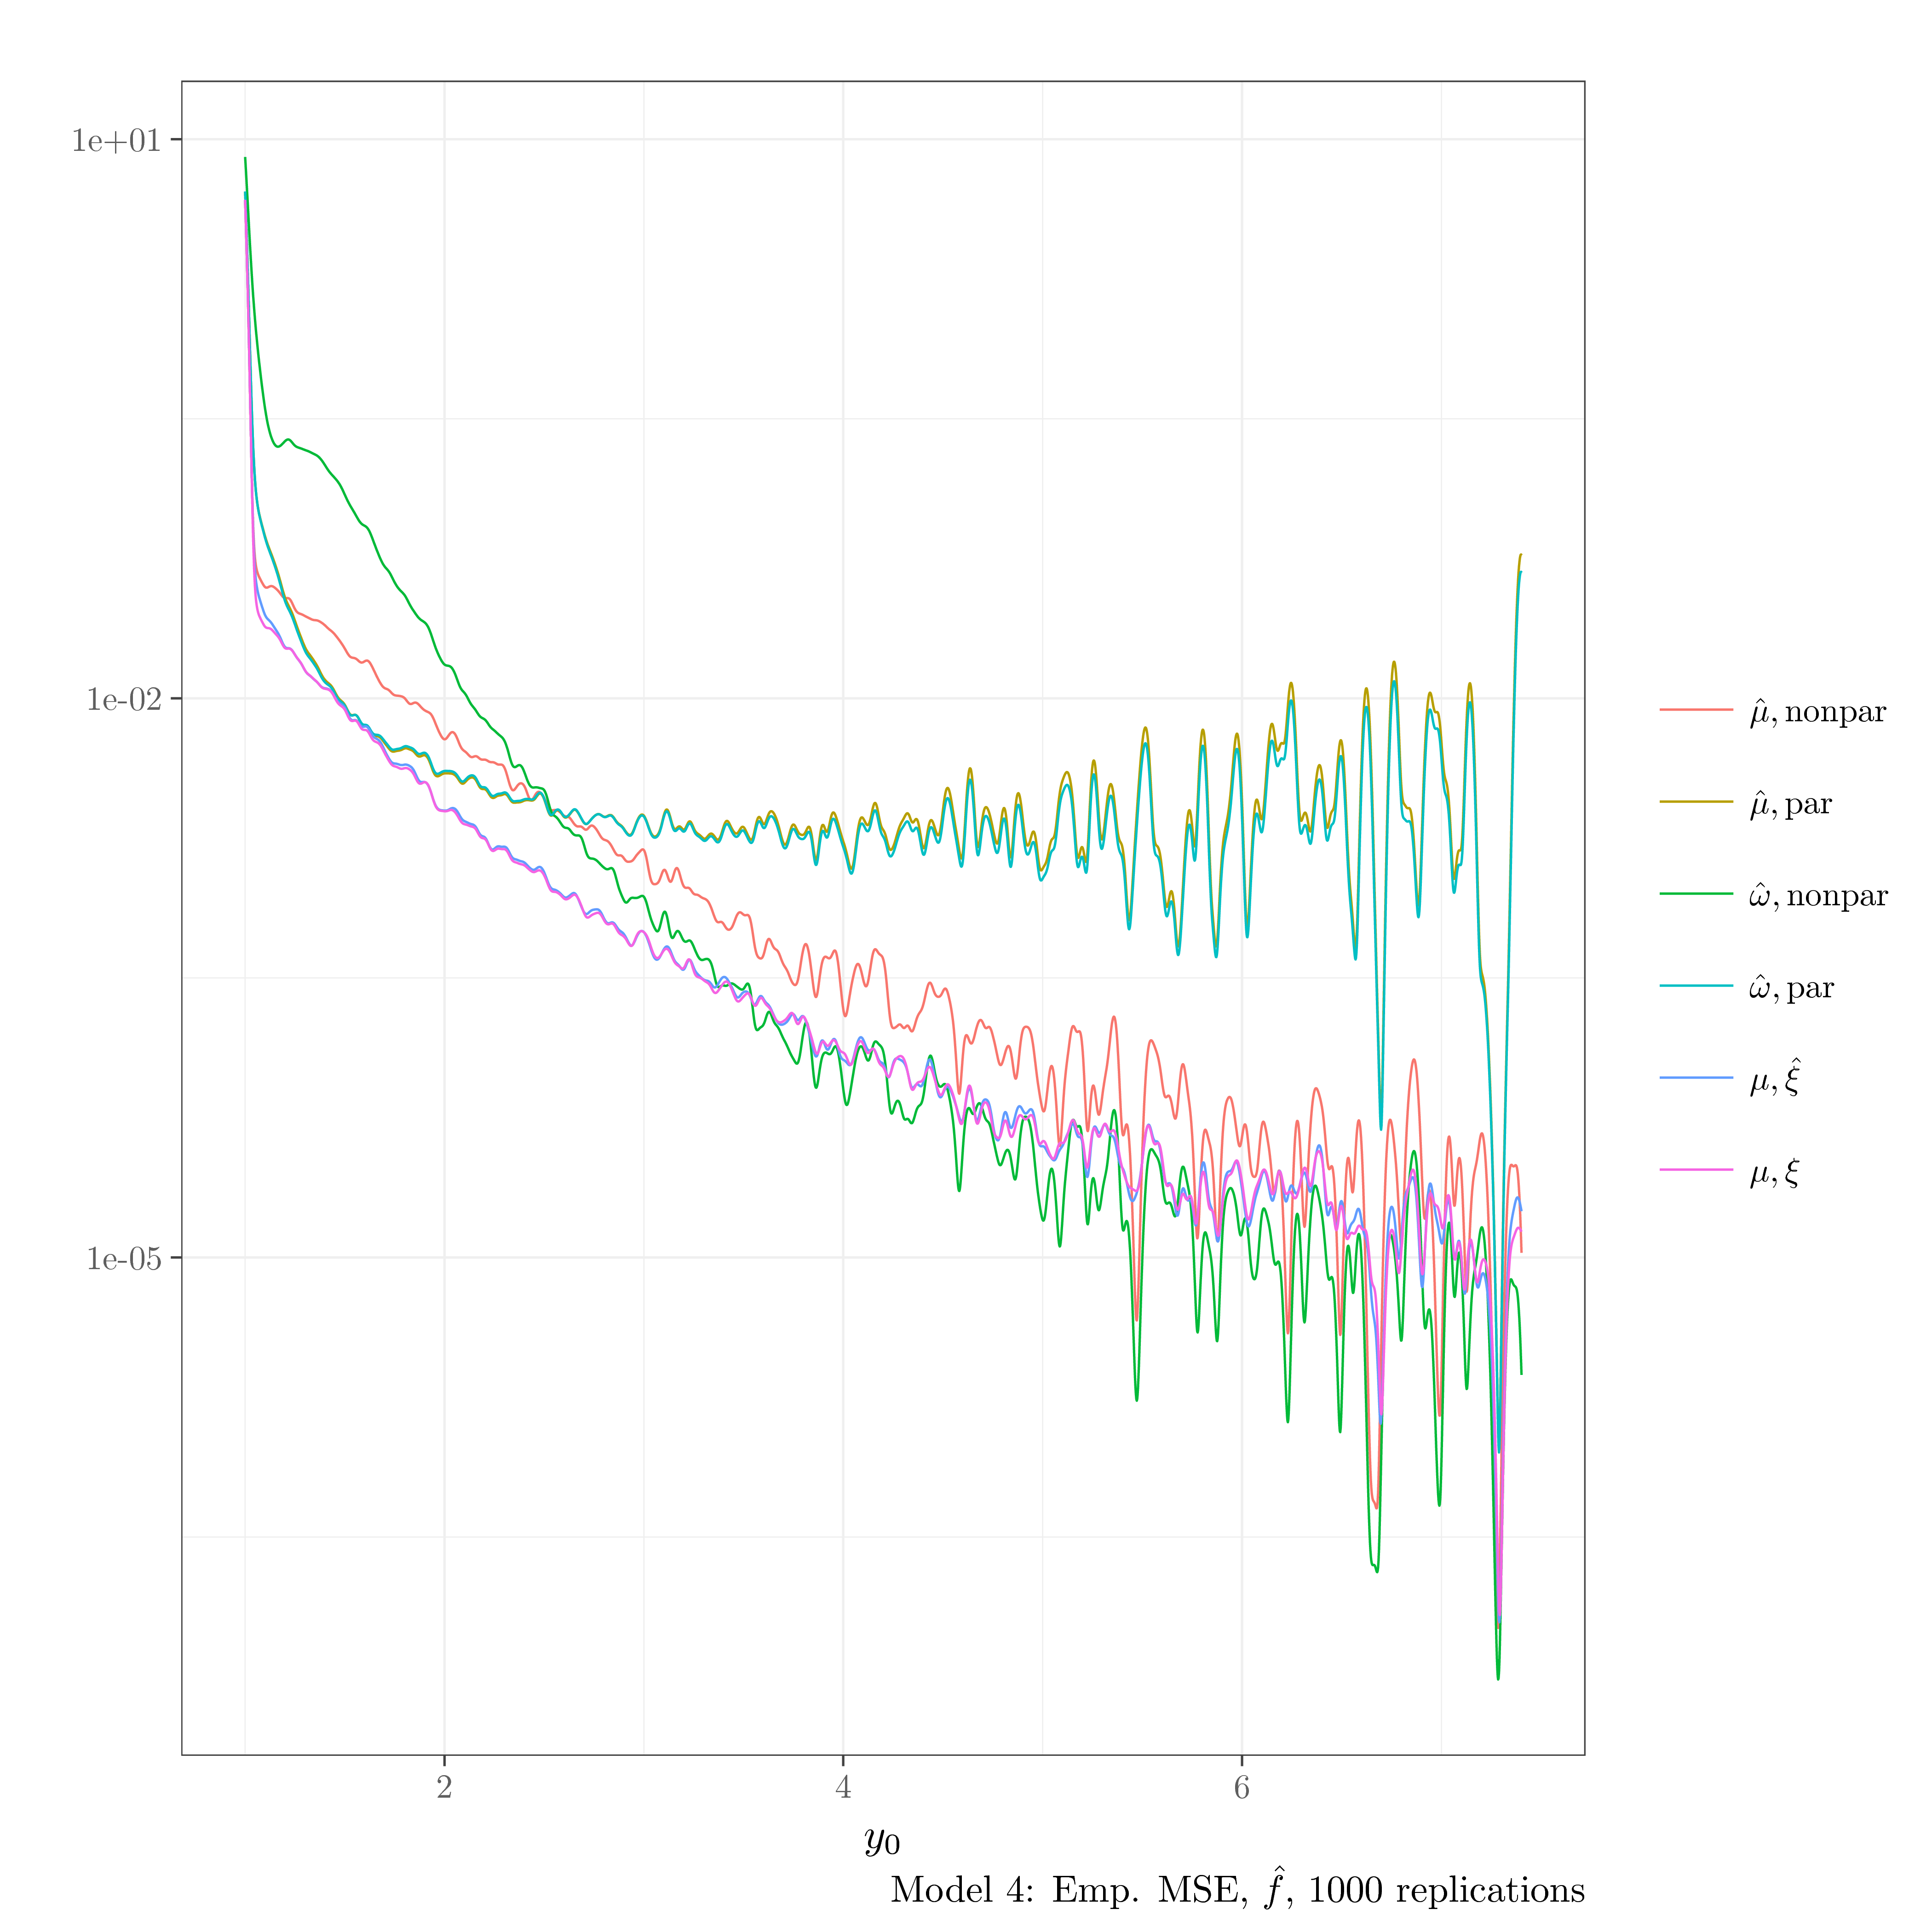 1e+01
1e-02
1e-05
2 4 6
y₀
μ̂, nonpar
μ̂, par
ω̂, nonpar
ω̂, par
μ, ξ̂
μ, ξ
Model 4: Emp. MSE, f̂, 1000 replications